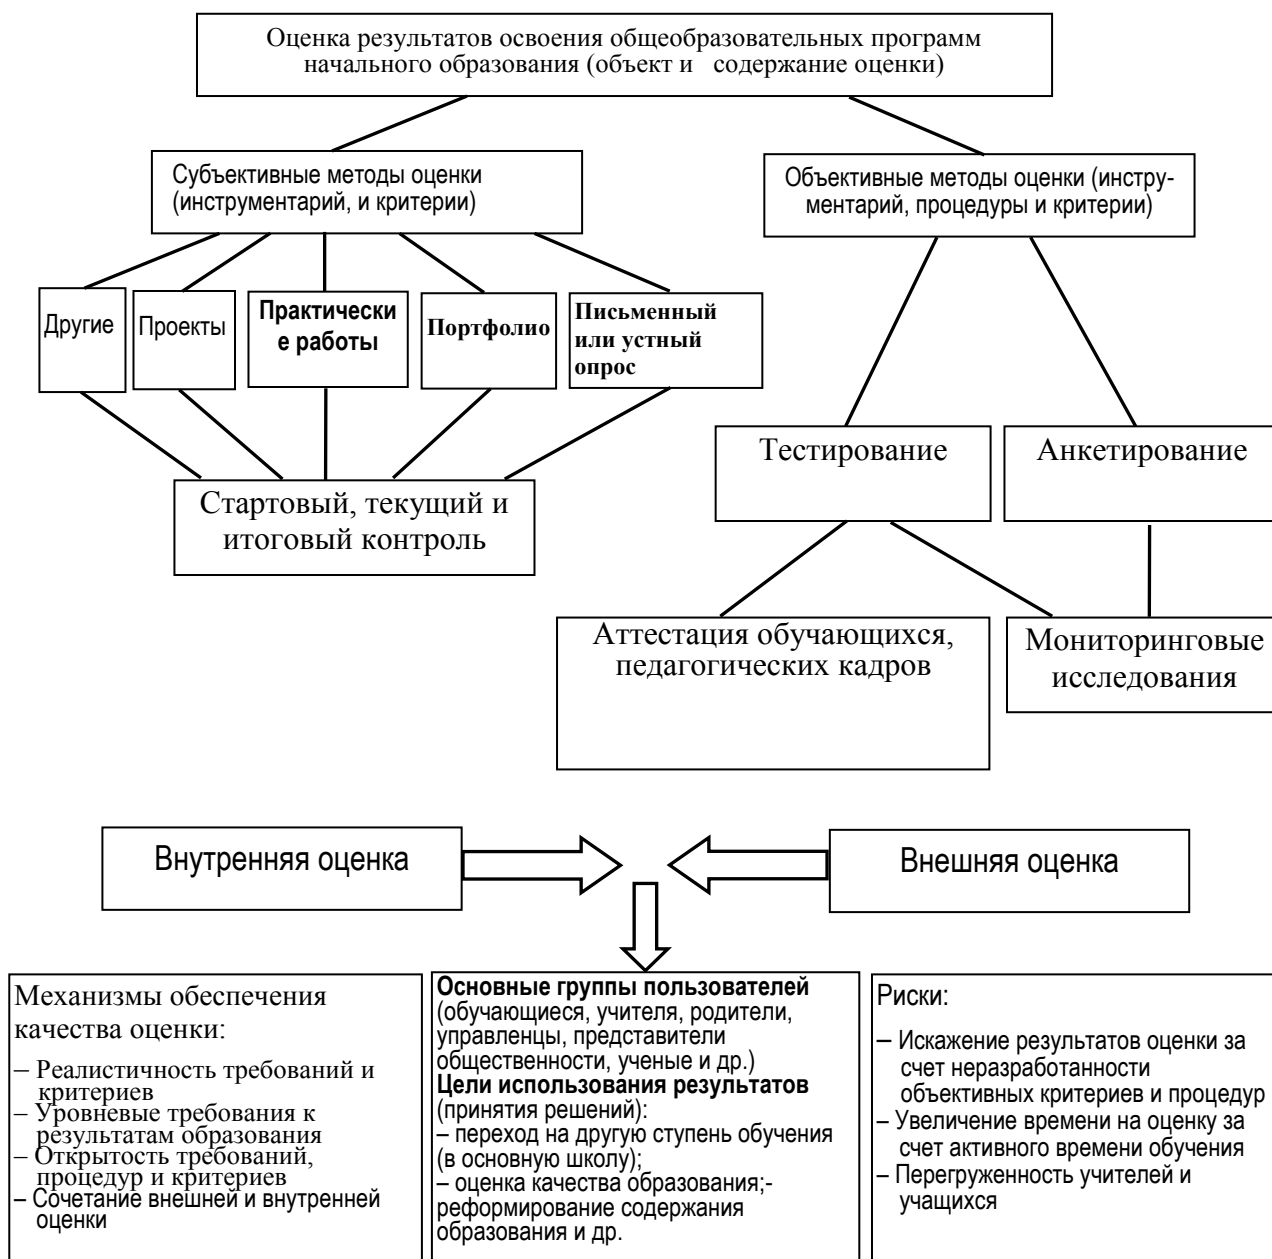 Оценка результатов освоения общеобразовательных программ
начального образования (объект и содержание оценки)
Субъективные методы оценки
(инструментарий, и критерии)
Объективные методы оценки (инстру-
ментарий, процедуры и критерии)
Другие
Проекты
Практически
е работы
Портфолио
Письменный
или устный
опрос
Тестирование
Анкетирование
Стартовый, текущий и
итоговый контроль
Аттестация обучающихся,
педагогических кадров
Мониторинговые
исследования
Внутренняя оценка
Внешняя оценка
Механизмы обеспечения
качества оценки:
– Реалистичность требований и
критериев
– Уровневые требования к
результатам образования
– Открытость требований,
процедур и критериев
– Сочетание внешней и внутренней
оценки
Основные группы пользователей
(обучающиеся, учителя, родители,
управленцы, представители
общественности, ученые и др.)
Цели использования результатов
(принятия решений):
– переход на другую ступень обучения
(в основную школу);
– оценка качества образования;-
реформирование содержания
образования и др.
Риски:
– Искажение результатов оценки за
счет неразработанности
объективных критериев и процедур
– Увеличение времени на оценку за
счет активного времени обучения
– Перегруженность учителей и
учащихся